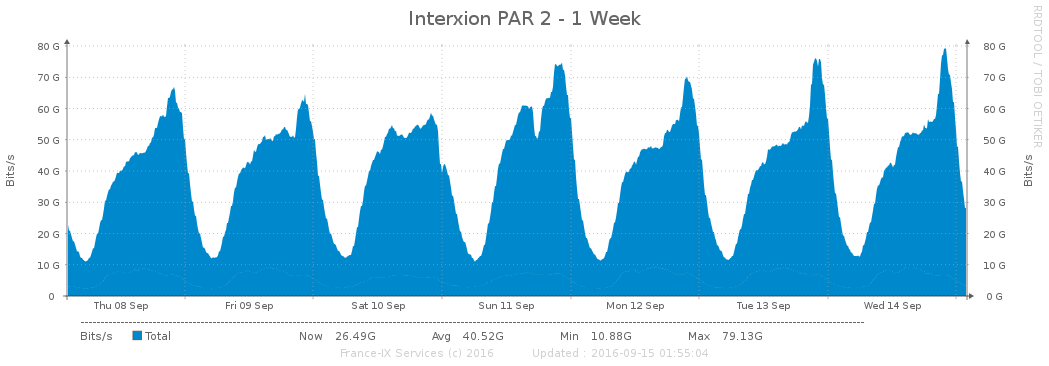 Interxion PAR 2 - 1 Week
RRDTOOL / TOBI OETIKER
80 G 80 G
70 G 70 G
60 G 60 G
50 G 50 G
40 G 40 G
30 G 30 G
20 G 20 G
10 G 10 G
0 0 G
Bits/s
Bits/s
Thu 08 Sep Fri 09 Sep Sat 10 Sep Sun 11 Sep Mon 12 Sep Tue 13 Sep Wed 14 Sep
Bits/s Total Now 26.49G Avg 40.52G Min 10.88G Max 79.13G
France-IX Services (c) 2016 Updated : 2016-09-15 01:55:04